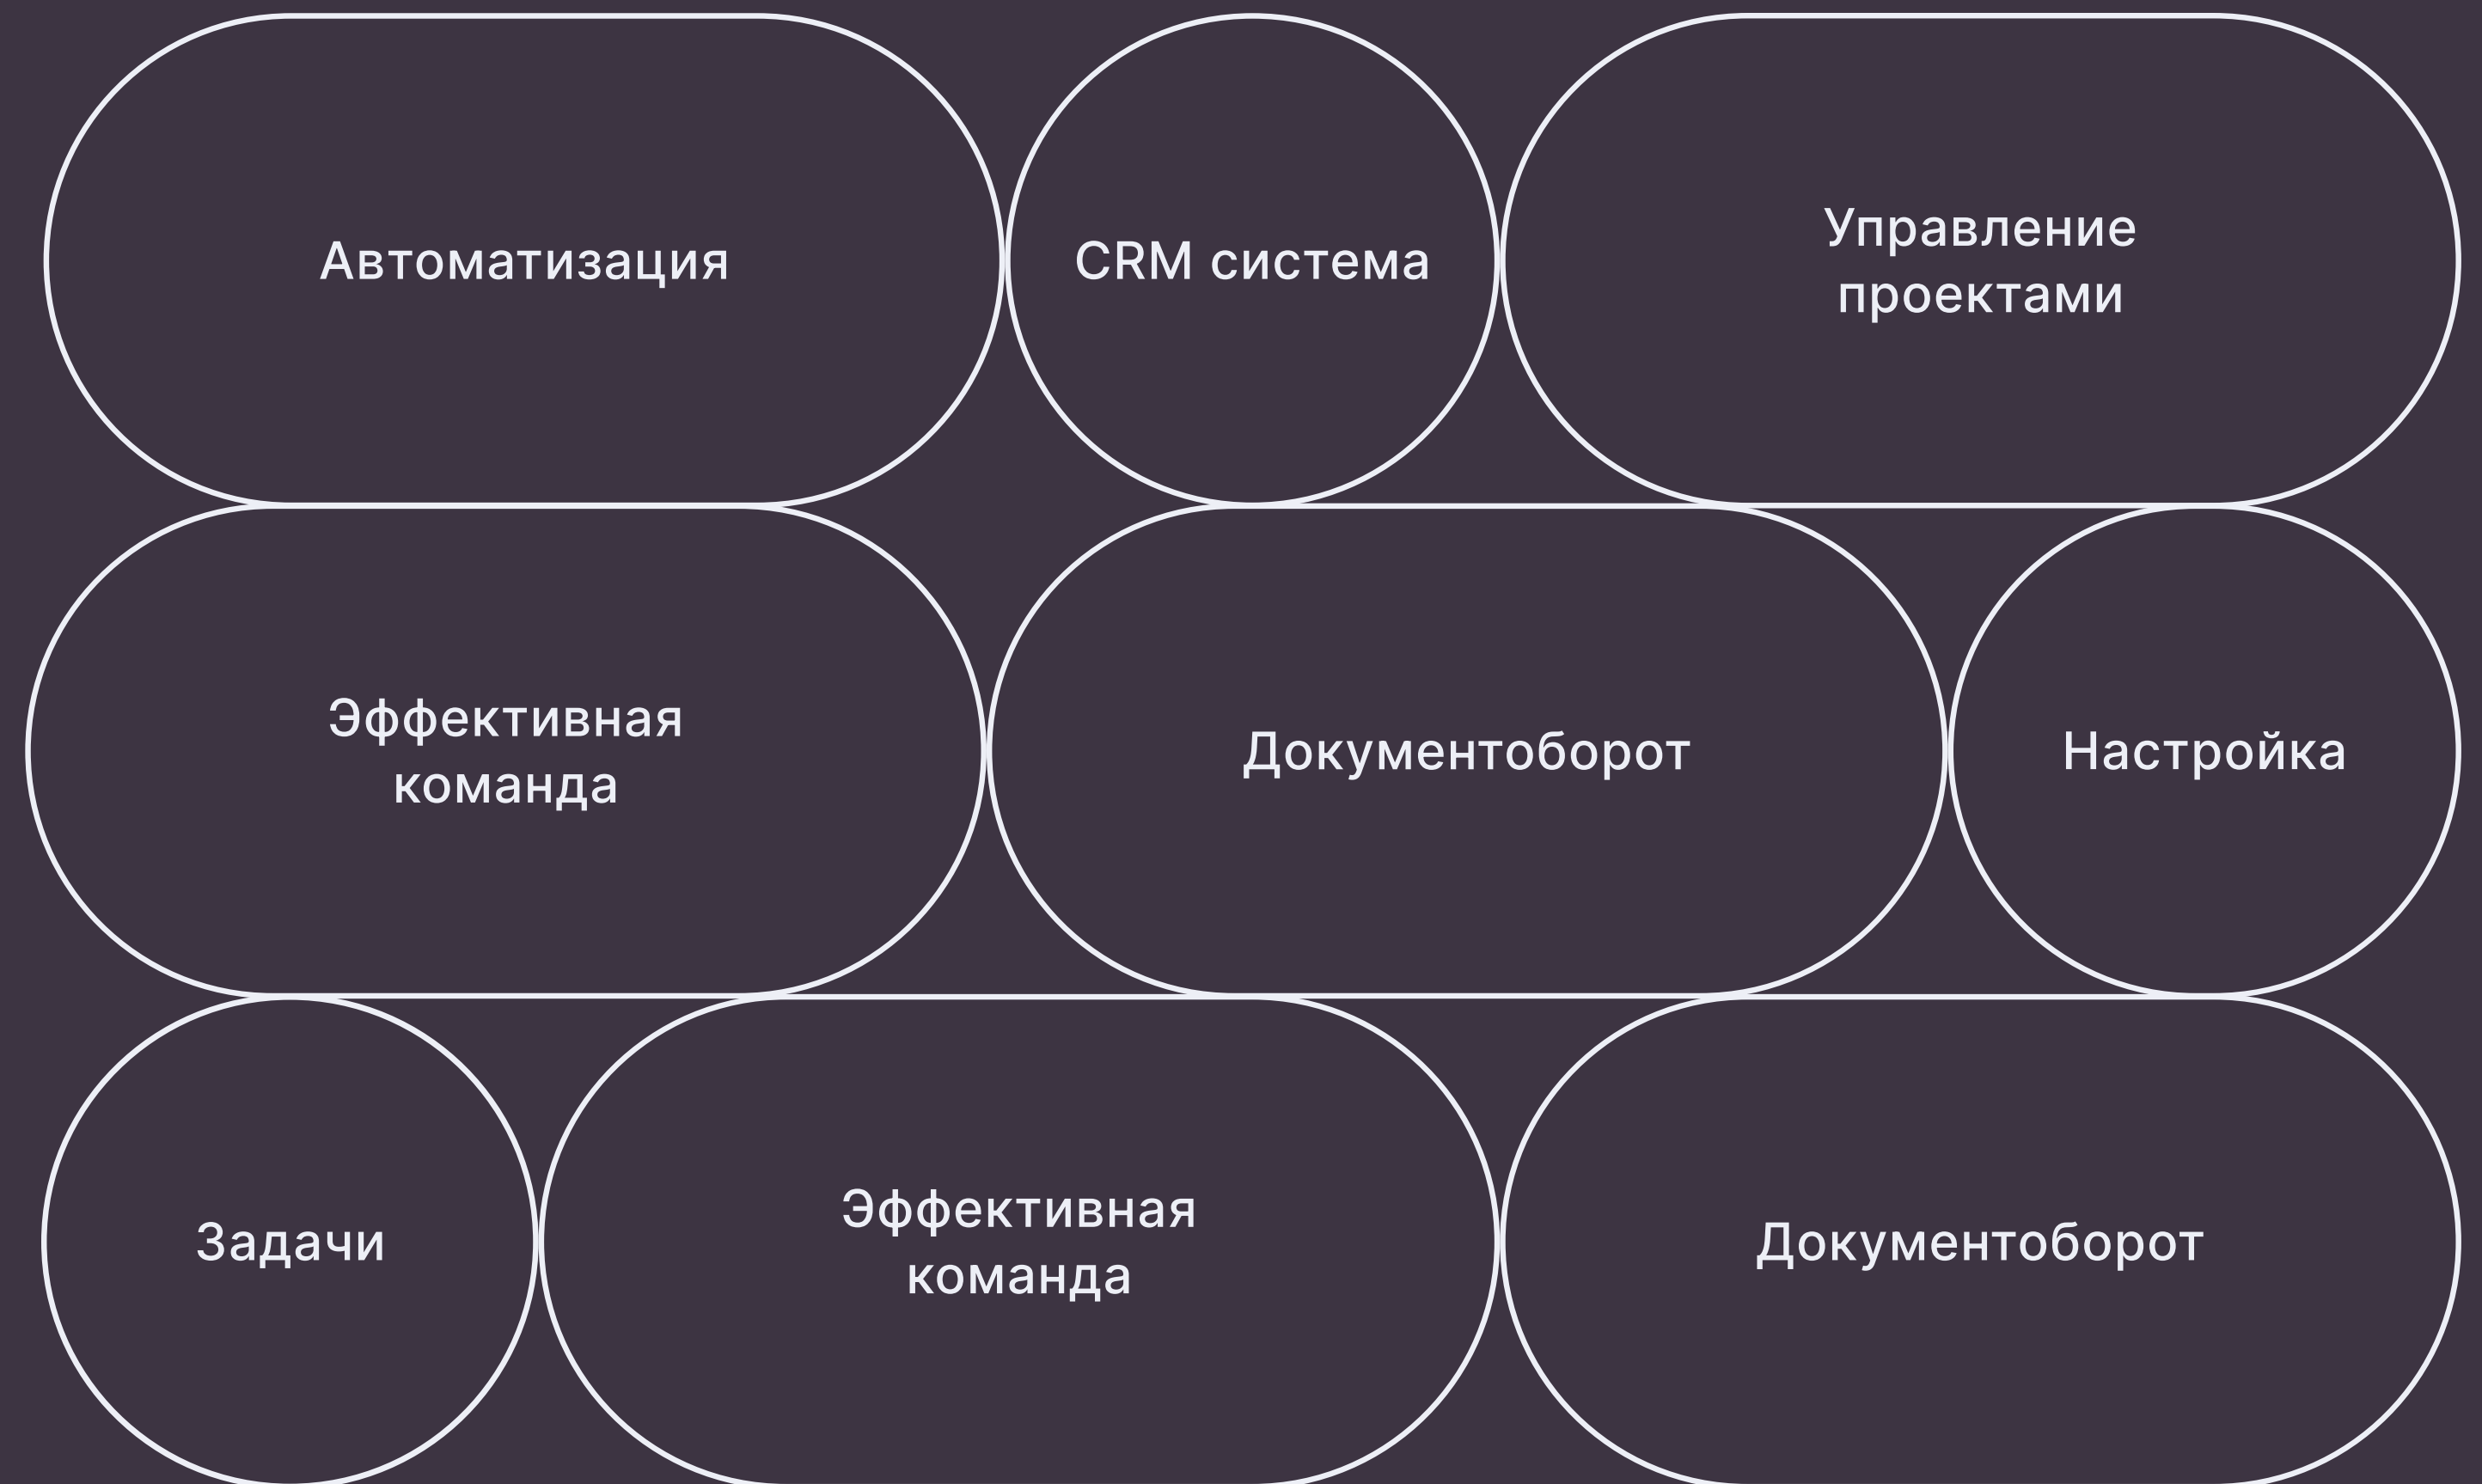 Автоматизация
CRM система
Управление
проектами
Эффективная
команда
Документооборот
Настройка
Задачи
Эффективная
команда
Документооборот